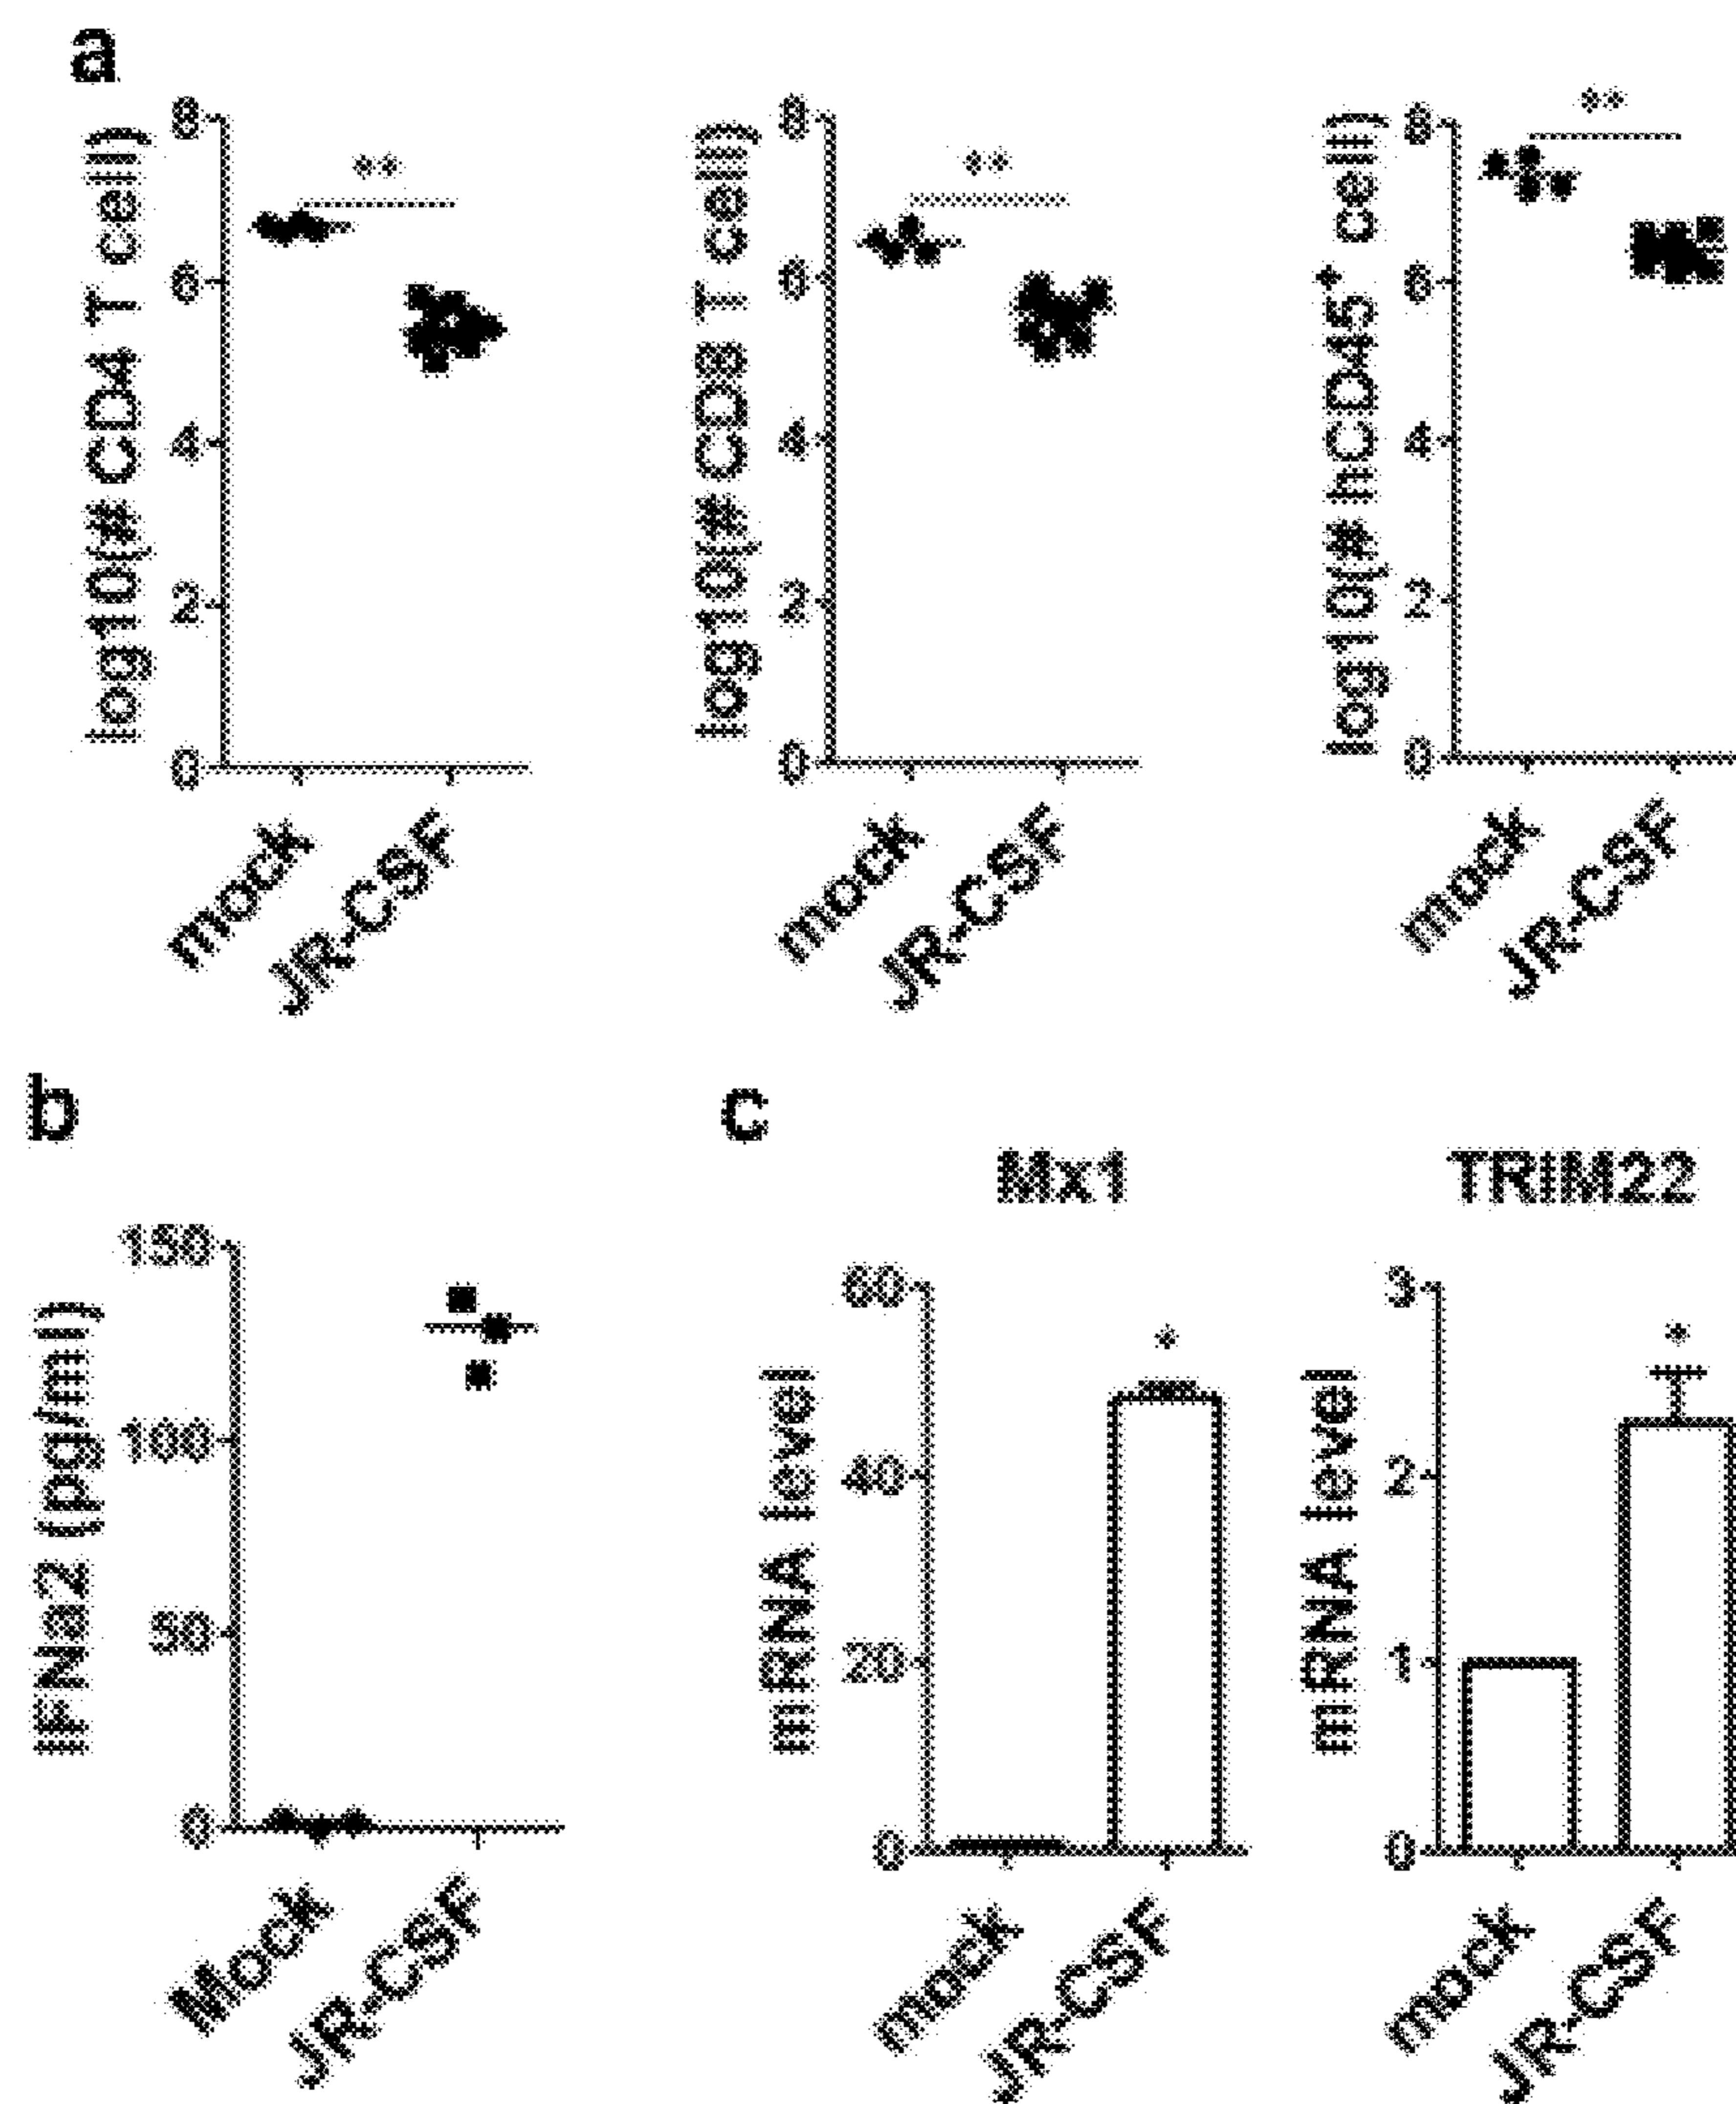 a
log10(# CD4 T cell)
8
6
4
2
0
**
mock
JR-CSF
log10(# CD8 T cell)
8
6
4
2
0
**
mock
JR-CSF
log10(# hCD45+ cell)
8
6
4
2
0
**
mock
JR-CSF
b
IFNa2 (pg/ml)
150
100
50
0
Mock
JR-CSF
c
Mx1
mRNA level
60
40
20
0
*
mock
JR-CSF
TRIM22
mRNA level
3
2
1
0
*
mock
JR-CSF